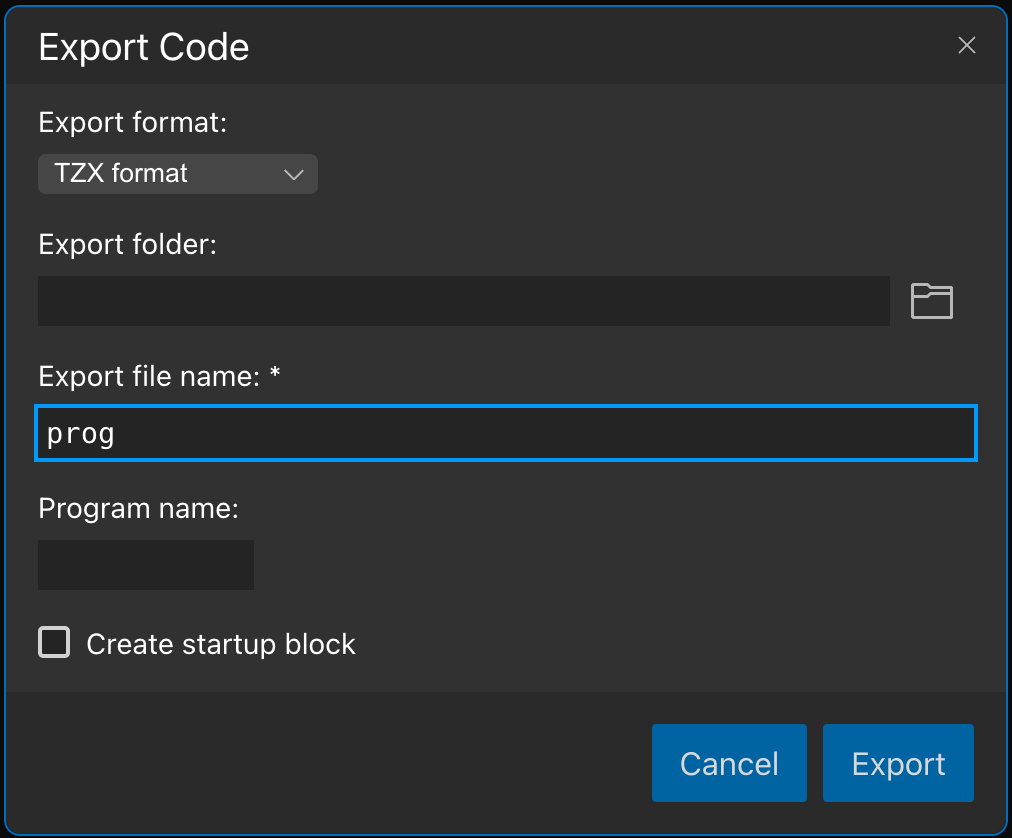 Export Code
Export format:
TZX format
Export folder:
Export file name: *
prog
Program name:
Create startup block
Cancel Export